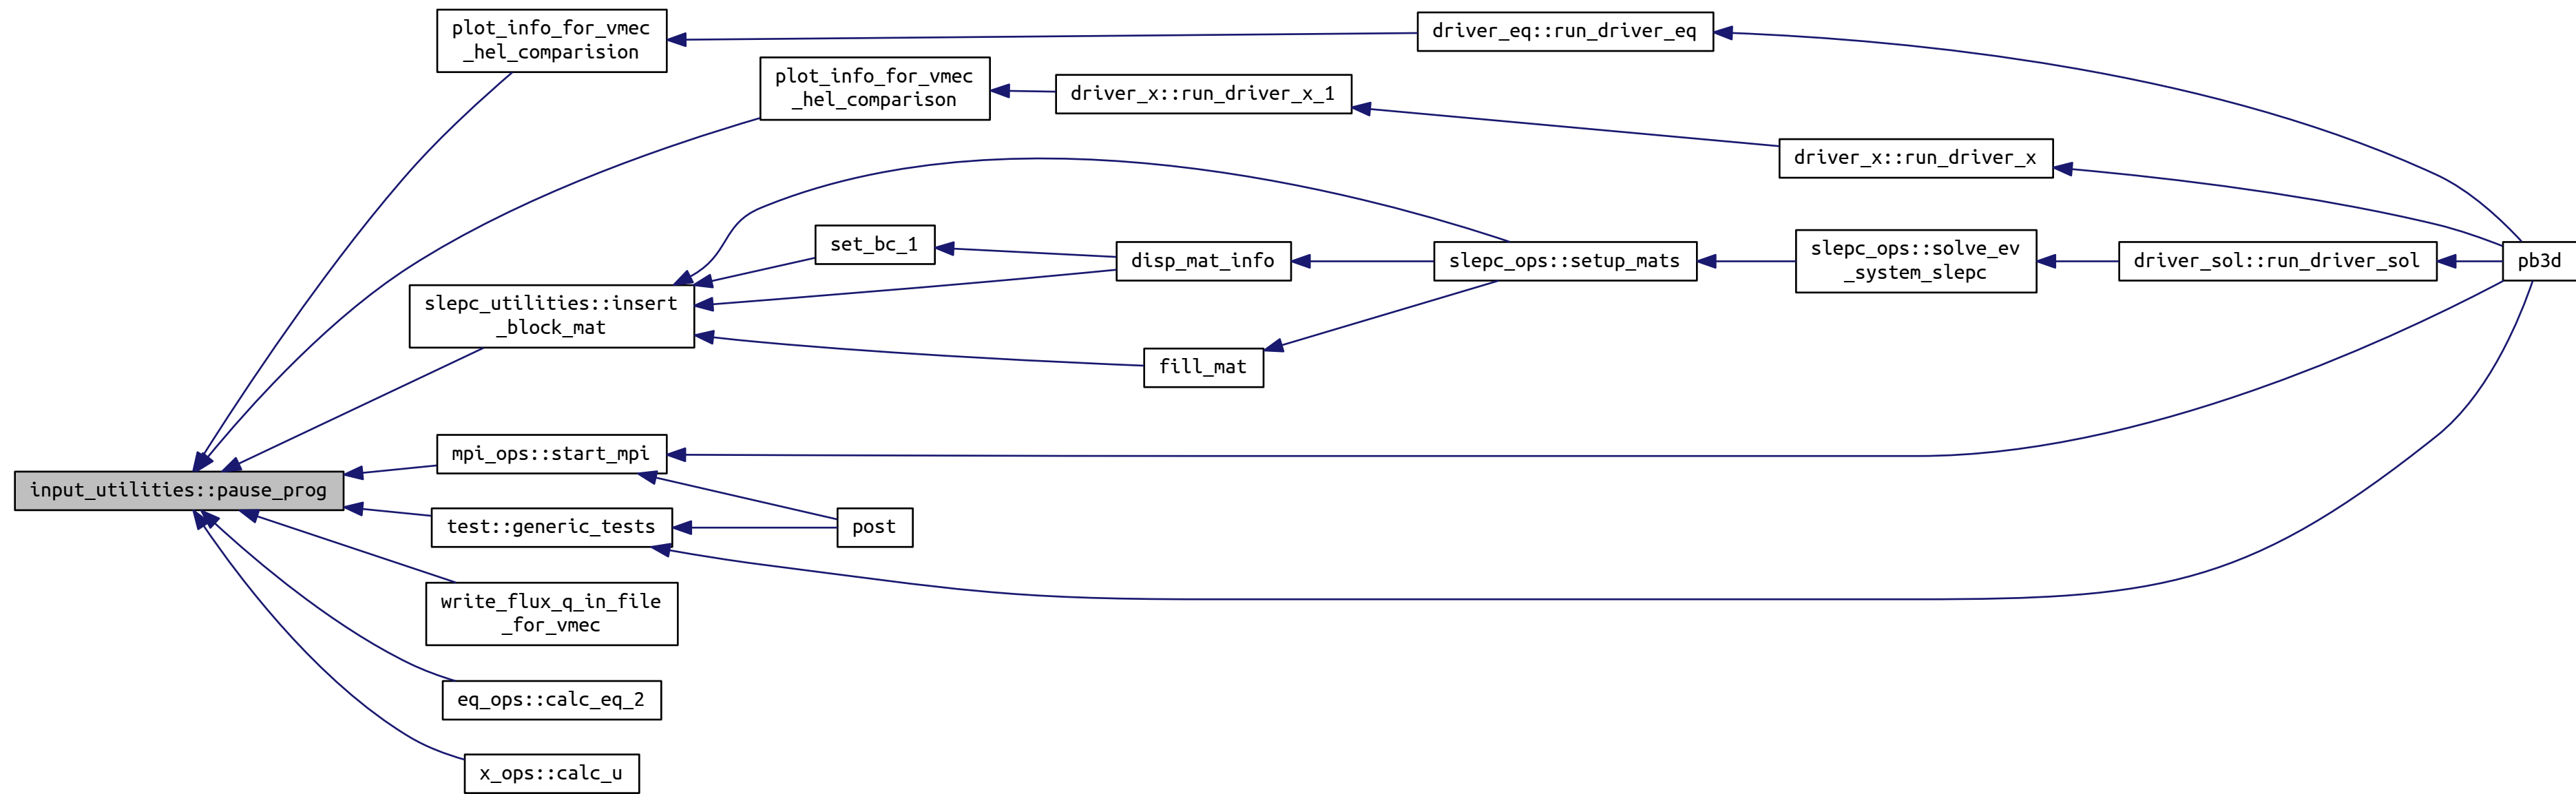 plot_info_for_vmec
_hel_comparision
driver_eq::run_driver_eq
plot_info_for_vmec
_hel_comparison
driver_x::run_driver_x_1
driver_x::run_driver_x
set_bc_1
disp_mat_info
slepc_ops::setup_mats
slepc_ops::solve_ev
_system_slepc
driver_sol::run_driver_sol
pb3d
slepc_utilities::insert
_block_mat
fill_mat
mpi_ops::start_mpi
input_utilities::pause_prog
test::generic_tests
post
write_flux_q_in_file
_for_vmec
eq_ops::calc_eq_2
x_ops::calc_u